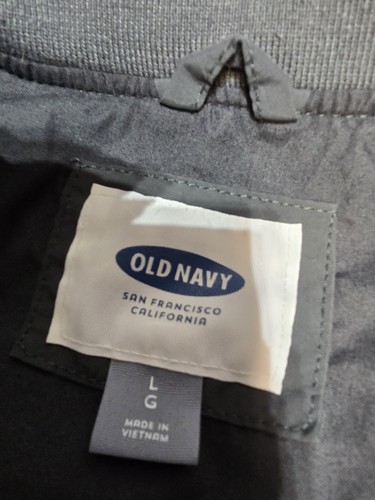 OLD NAVY
SAN FRANCISCO
CALIFORNIA
L
G
MADE IN
VIETNAM